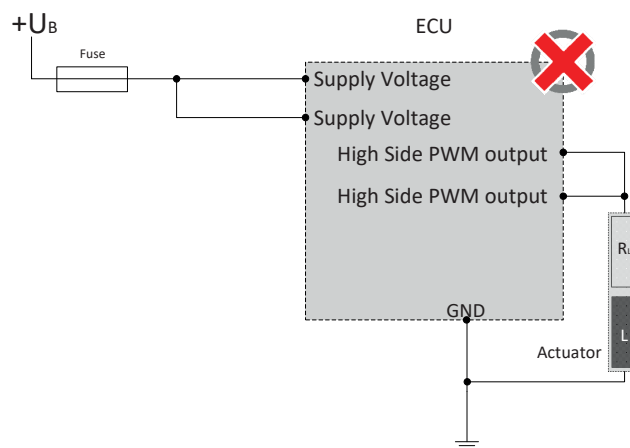 +UB
ECU
Fuse
Supply Voltage
Supply Voltage
High Side PWM output
High Side PWM output
GND
Actuator
L